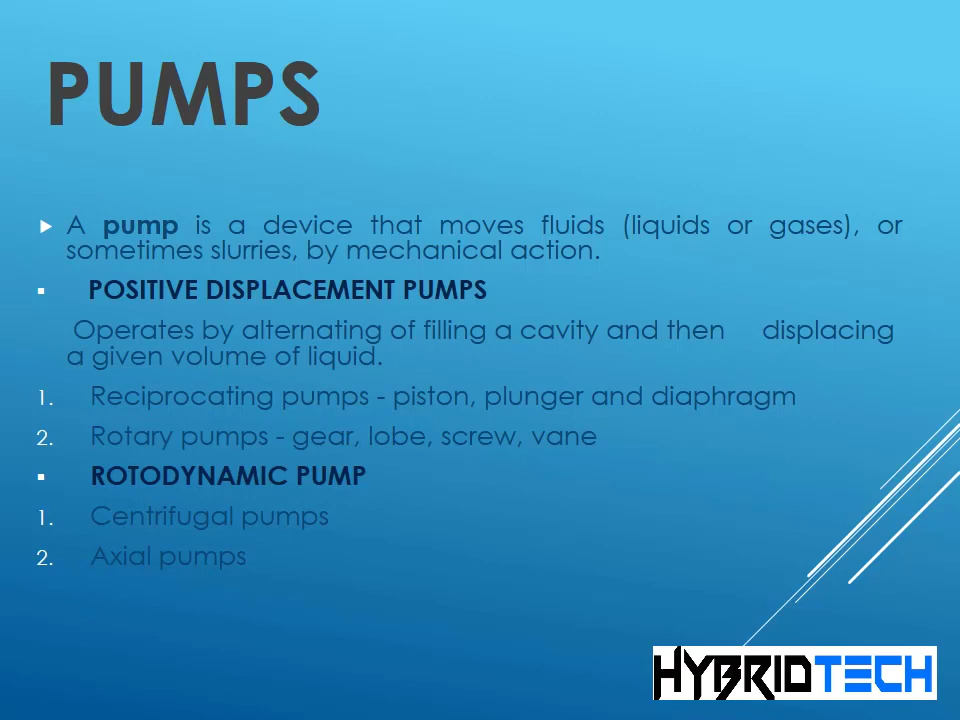 PUMPS
A pump is a device that moves fluids (liquids or gases), or
sometimes slurries, by mechanical action.
▪ POSITIVE DISPLACEMENT PUMPS
Operates by alternating of filling a cavity and then displacing
a given volume of liquid.
1. Reciprocating pumps - piston, plunger and diaphragm
2. Rotary pumps - gear, lobe, screw, vane
▪ ROTODYNAMIC PUMP
1. Centrifugal pumps
2. Axial pumps
HYBRIDTECH